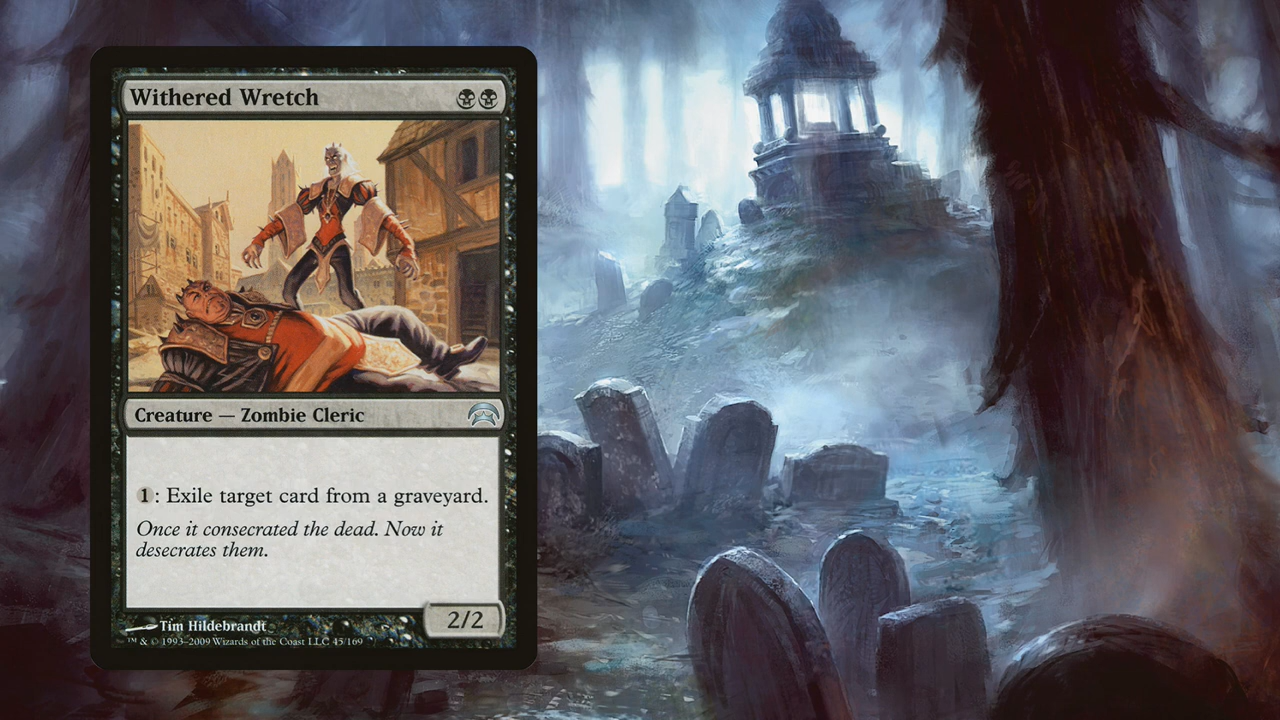 Withered Wretch
Creature — Zombie Cleric
1: Exile target card from a graveyard.
Once it consecrated the dead. Now it
desecrates them.
2/2
Tim Hildebrandt
™ & © 1993–2009 Wizards of the Coast LLC 45/169